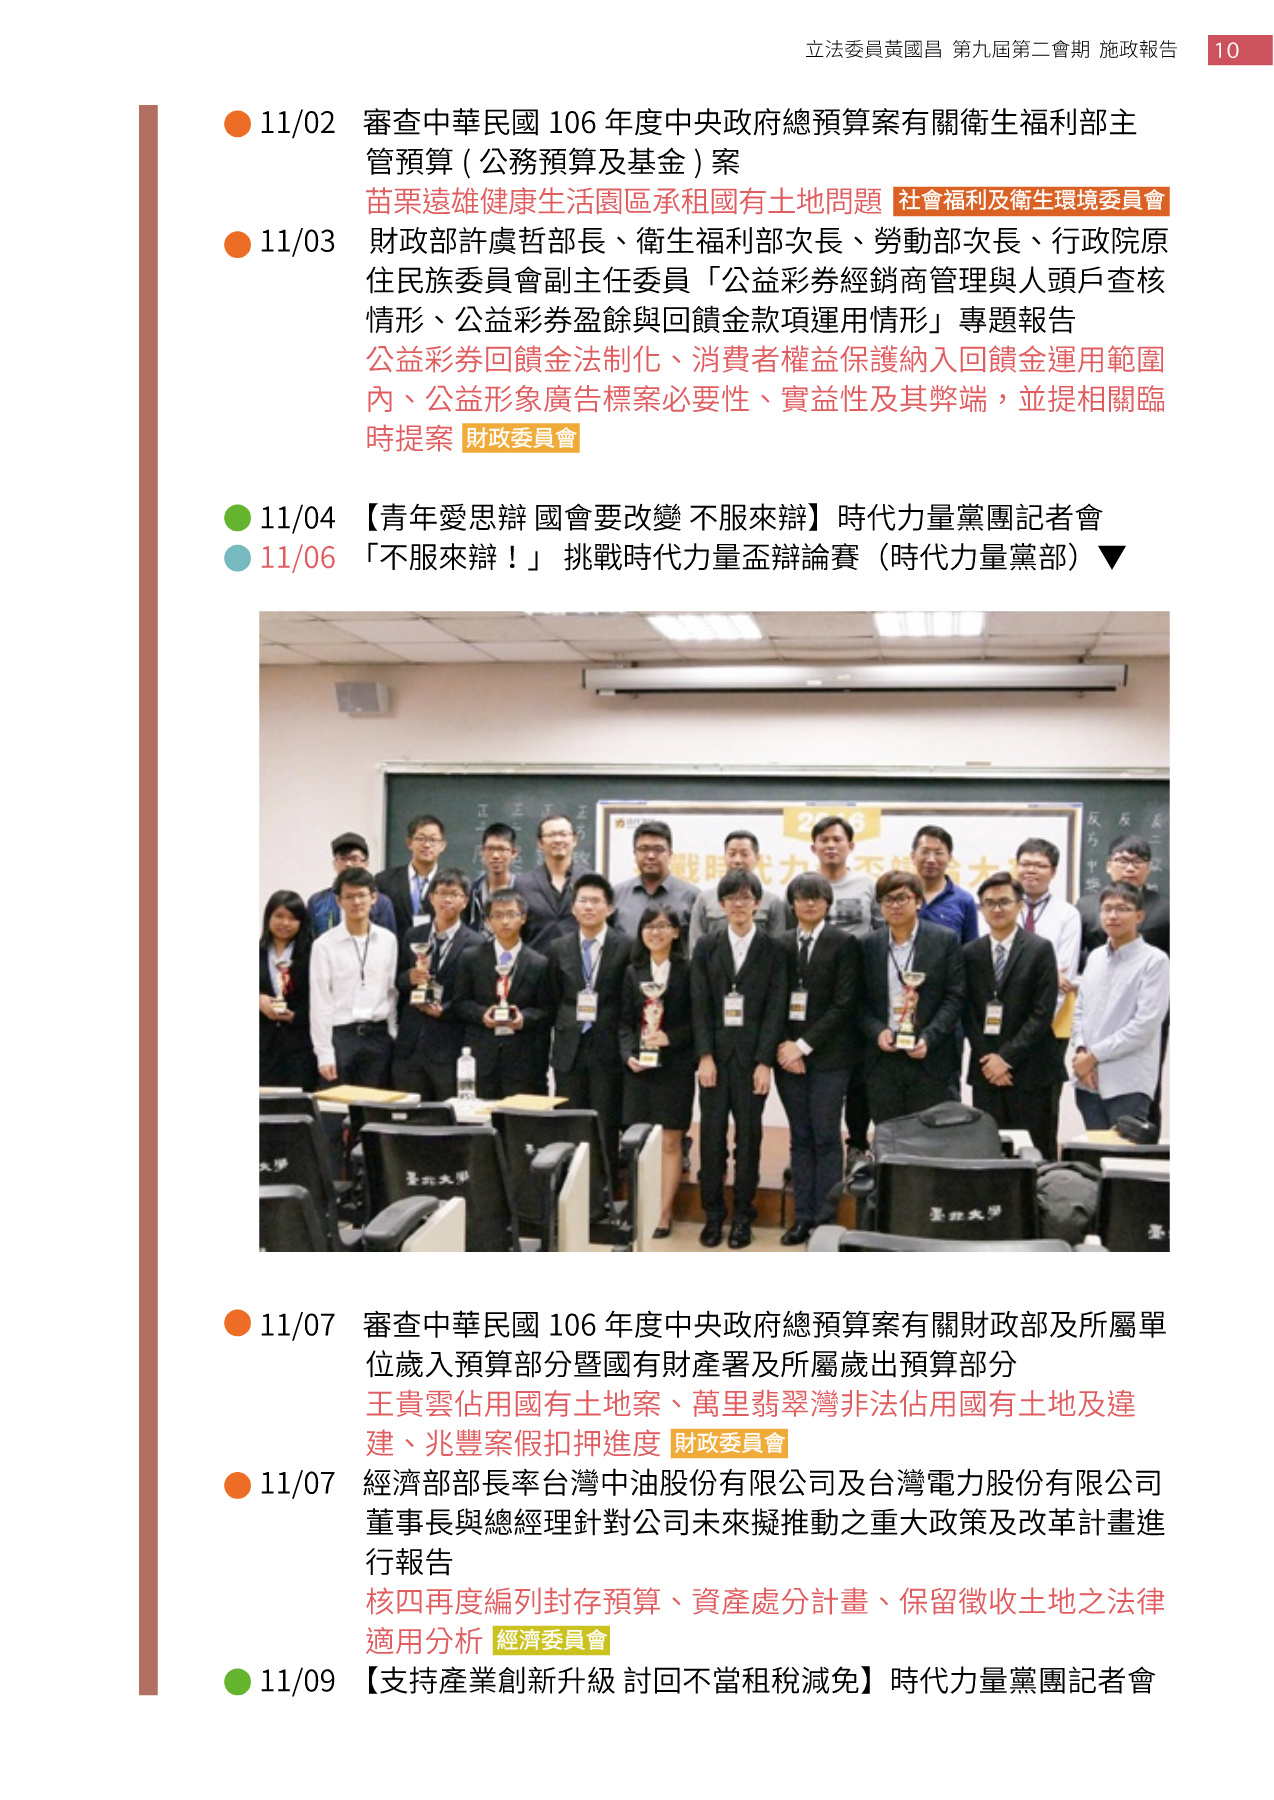 立法委員黃國昌 第九屆第二會期 施政報告 10
11/02 審查中華民國 106 年度中央政府總預算案有關衛生福利部主
管預算 ( 公務預算及基金 ) 案
苗栗遠雄健康生活園區承租國有土地問題 社會福利及衛生環境委員會
11/03 財政部許虞哲部長、衛生福利部次長、勞動部次長、行政院原
住民族委員會副主任委員「公益彩券經銷商管理與人頭戶查核
情形、公益彩券盈餘與回饋金款項運用情形」專題報告
公益彩券回饋金法制化、消費者權益保護納入回饋金運用範圍
內、公益形象廣告標案必要性、實益性及其弊端，並提相關臨
時提案 財政委員會
11/04 【青年愛思辯 國會要改變 不服來辯】時代力量黨團記者會
11/06 「不服來辯！」 挑戰時代力量盃辯論賽（時代力量黨部）▼
2016
戰時代力
盃
論大
臺北大學
臺北大學
11/07 審查中華民國 106 年度中央政府總預算案有關財政部及所屬單
位歲入預算部分暨國有財產署及所屬歲出預算部分
王貴雲佔用國有土地案、萬里翡翠灣非法佔用國有土地及違
建、兆豐案假扣押進度 財政委員會
11/07 經濟部部長率台灣中油股份有限公司及台灣電力股份有限公司
董事長與總經理針對公司未來擬推動之重大政策及改革計畫進
行報告
核四再度編列封存預算、資產處分計畫、保留徵收土地之法律
適用分析 經濟委員會
11/09 【支持產業創新升級 討回不當租稅減免】時代力量黨團記者會